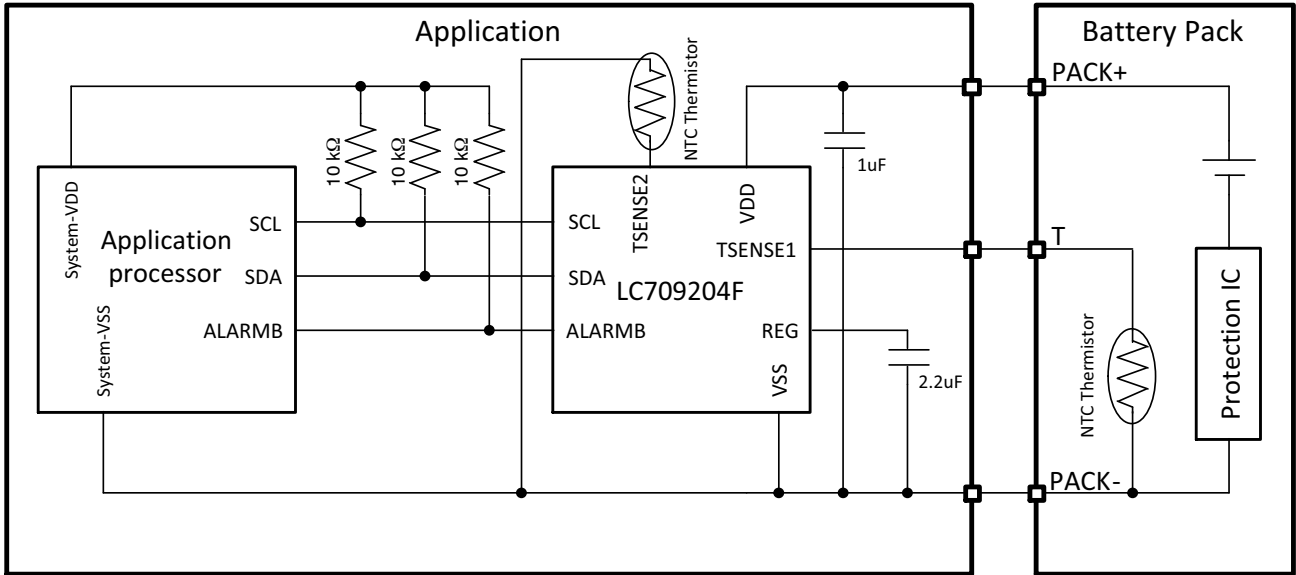 Application
Battery Pack
PACK+
NTC Thermistor
10 kΩ
10 kΩ
10 kΩ
1uF
System-VDD
TSENSE2
VDD
SCL
SCL
Application
processor
T
TSENSE1
SDA
SDA
LC709204F
Protection IC
ALARMB
ALARMB
REG
System-VSS
VSS
2.2uF
NTC Thermistor
PACK-